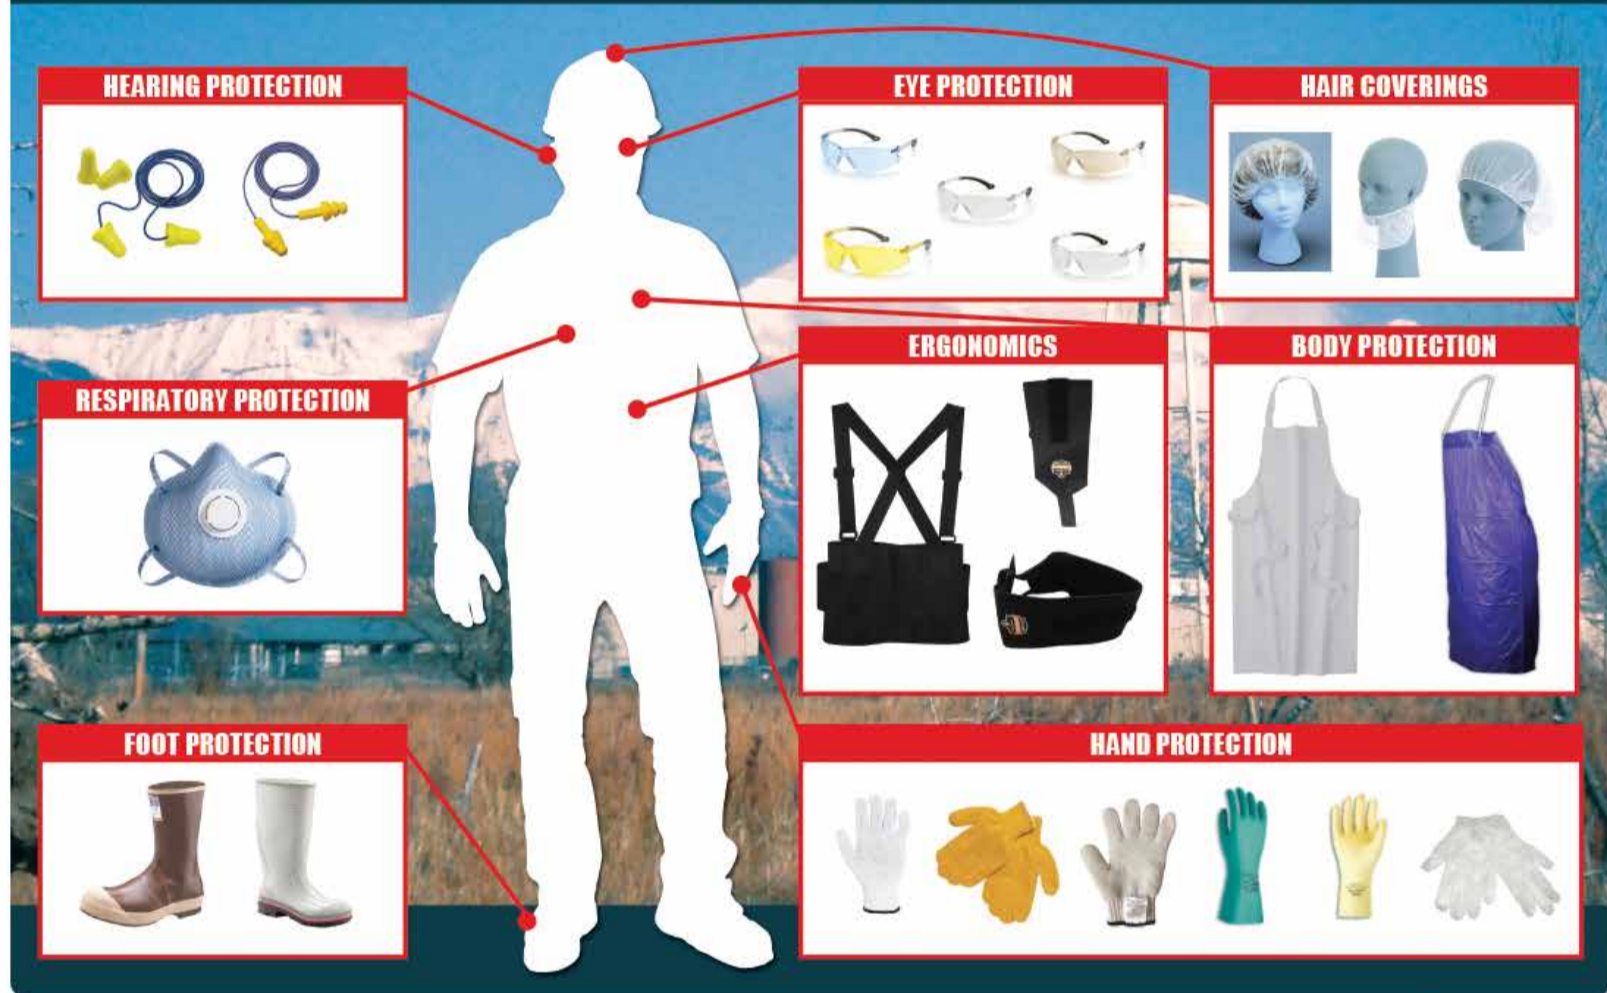 HEARING PROTECTION
EYE PROTECTION
HAIR COVERINGS
RESPIRATORY PROTECTION
ERGONOMICS
BODY PROTECTION
FOOT PROTECTION
HAND PROTECTION